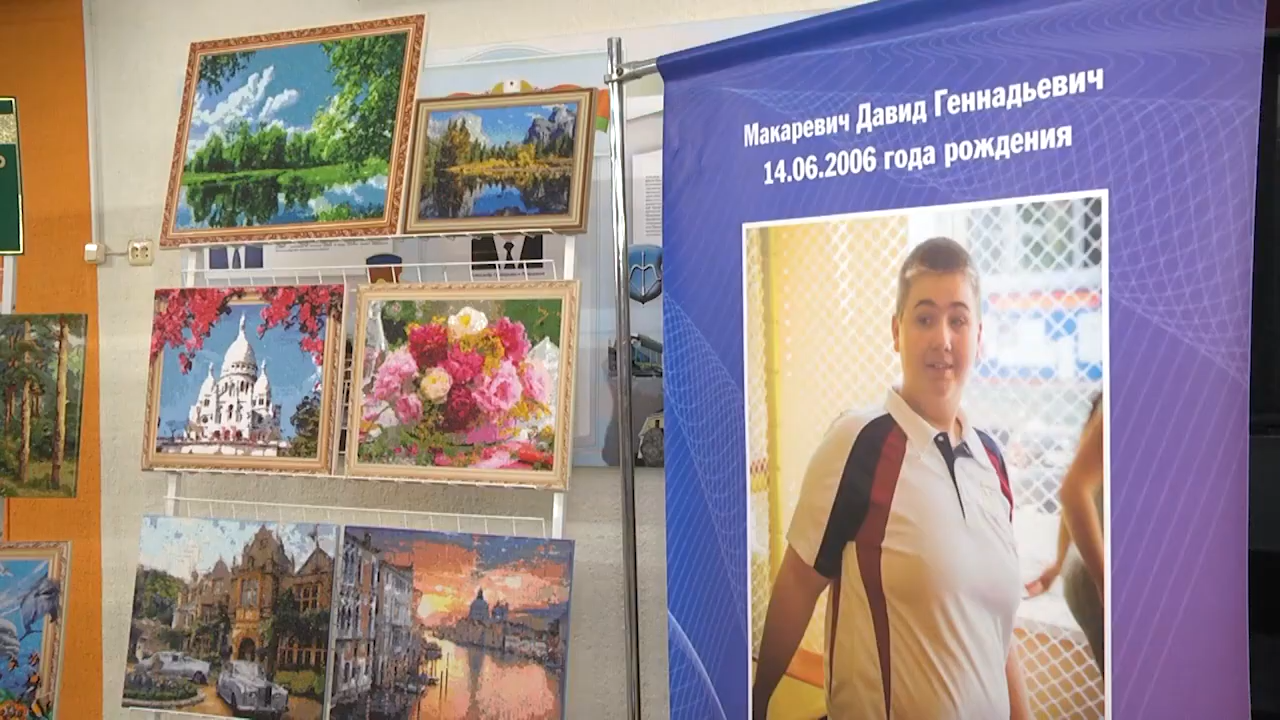 Макаревич Давид Геннадьевич
14.06.2006 года рождения